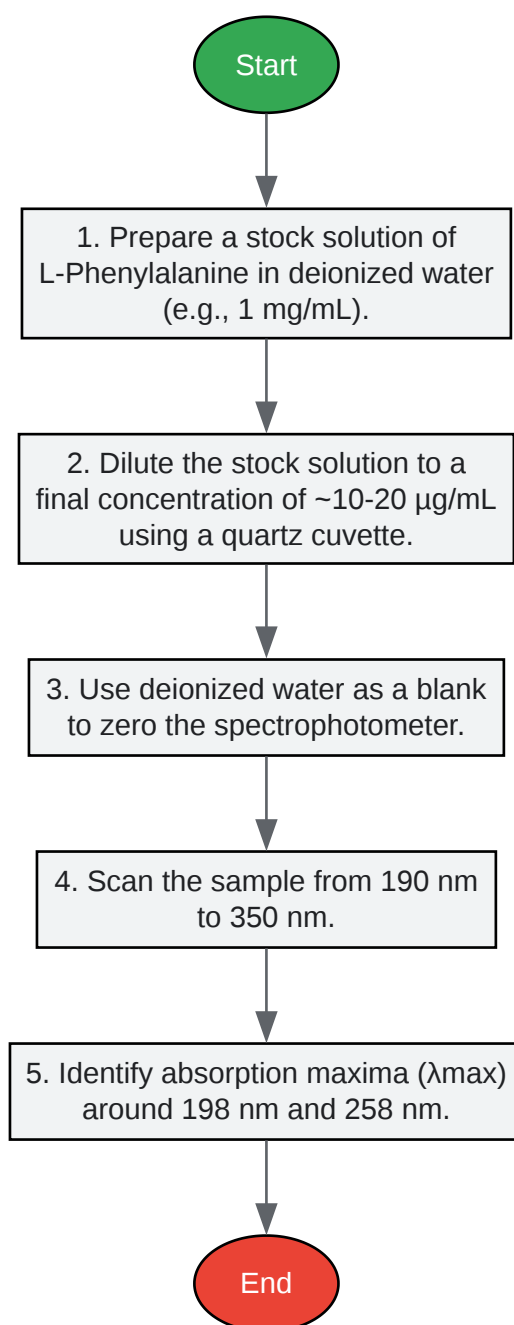 Start
1. Prepare a stock solution of
L-Phenylalanine in deionized water
(e.g., 1 mg/mL).
2. Dilute the stock solution to a
final concentration of ~10-20 µg/mL
using a quartz cuvette.
3. Use deionized water as a blank
to zero the spectrophotometer.
4. Scan the sample from 190 nm
to 350 nm.
5. Identify absorption maxima (λmax)
around 198 nm and 258 nm.
End